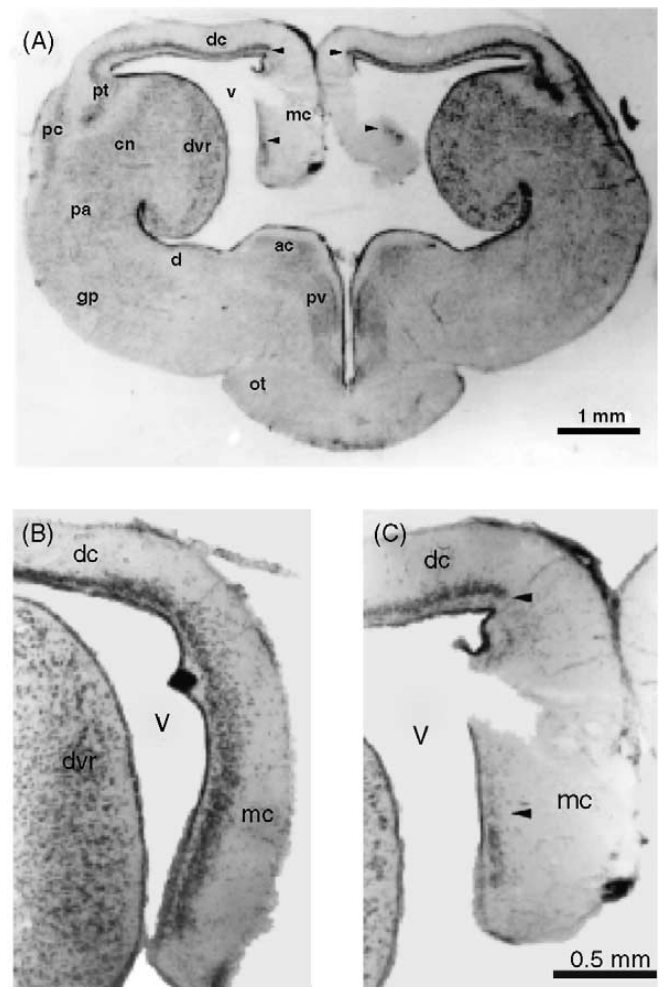 (A)
dc
pt
v
mc
pc
cn
dvr
pa
d
ac
gp
pv
ot
1 mm
(B)
dc
V
dvr
mc
(C)
dc
V
mc
0.5 mm